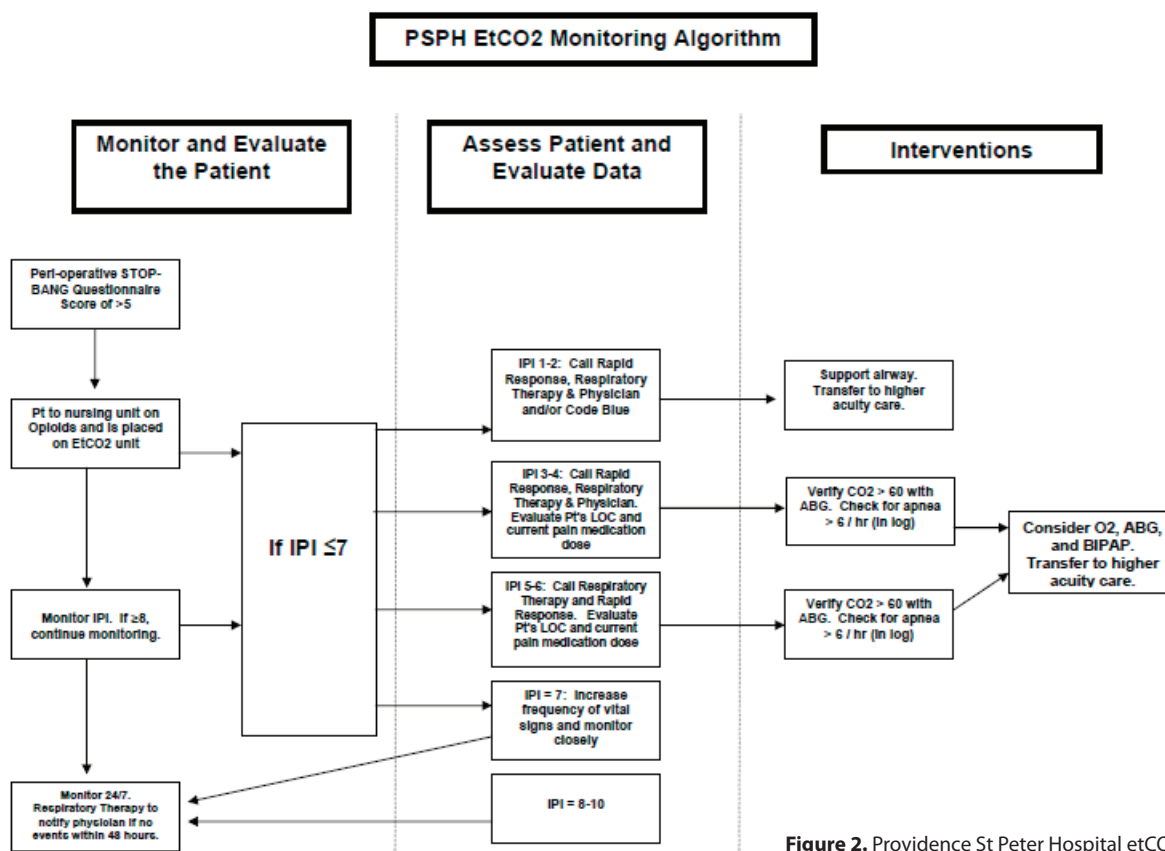 PSPH EtCO2 Monitoring Algorithm
Monitor and Evaluate
the Patient
Assess Patient and
Evaluate Data
Interventions
Peri-operative STOP-
BANG Questionnaire
Score of >5
Pt to nursing unit on
Opioids and is placed
on EtCO2 unit
Monitor IPI. If ≥8,
continue monitoring.
Monitor 24/7.
Respiratory Therapy to
notify physician if no
events within 48 hours.
If IPI ≤7
IPI 1-2: Call Rapid
Response, Respiratory
Therapy & Physician
and/or Code Blue
IPI 3-4: Call Rapid
Response, Respiratory
Therapy & Physician.
Evaluate Pt's LOC and
current pain medication
dose
IPI 5-6: Call Respiratory
Therapy and Rapid
Response. Evaluate
Pt's LOC and current
pain medication dose
IPI = 7: Increase
frequency of vital
signs and monitor
closely
IPI = 8-10
Support airway.
Transfer to higher
acuity care.
Verify CO2 > 60 with
ABG. Check for apnea
> 6 / hr (in log)
Verify CO2 > 60 with
ABG. Check for apnea
> 6 / hr (in log)
Consider O2, ABG,
and BIPAP.
Transfer to higher
acuity care.
Figure 2. Providence St Peter Hospital etCO